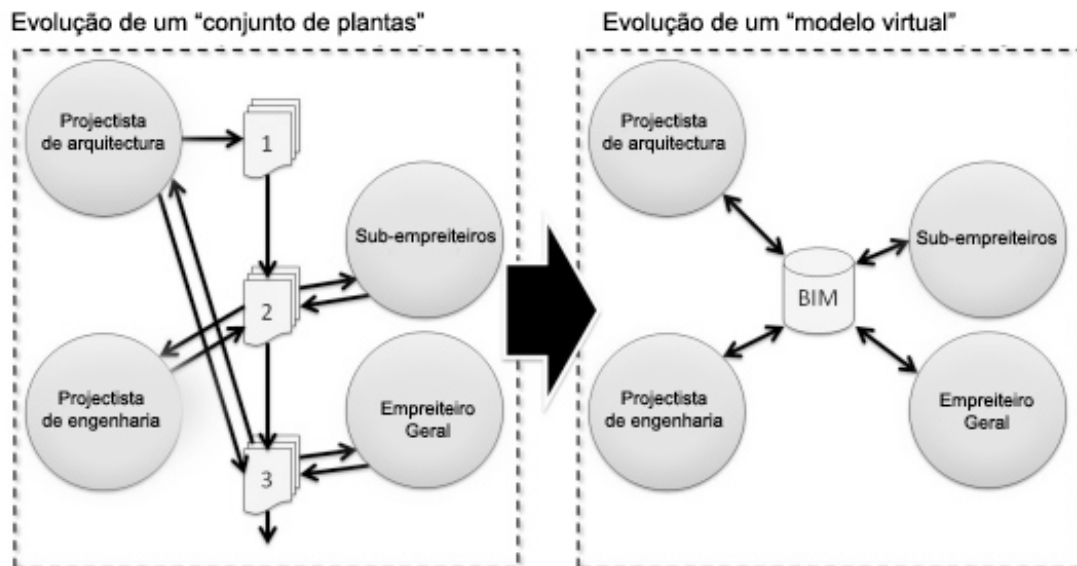 Evolução de um “conjunto de plantas"
Evolução de um “modelo virtual”
Projectista
de arquitectura
1
Sub-empreiteiros
2
Projectista
de engenharia
Empreiteiro
Geral
3
Projectista
de arquitectura
Sub-empreiteiros
BIM
Projectista
de engenharia
Empreiteiro
Geral